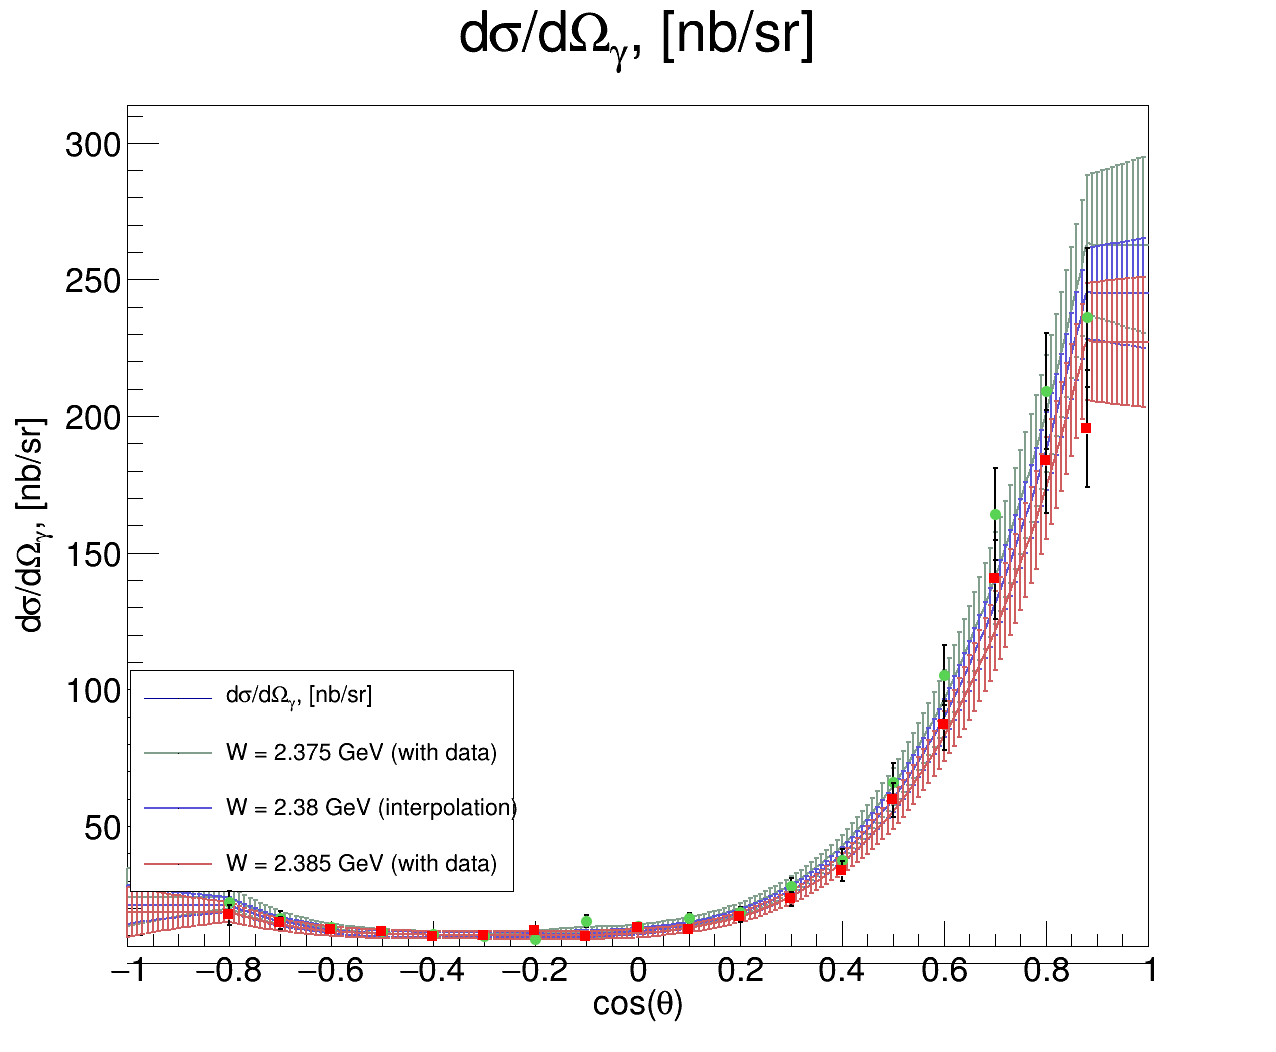 dσ/dΩγ, [nb/sr]
300
250
200
150
100
50
dσ/dΩγ, [nb/sr]
dσ/dΩγ, [nb/sr]
W = 2.375 GeV (with data)
W = 2.38 GeV (interpolation)
W = 2.385 GeV (with data)
−1 −0.8 −0.6 −0.4 −0.2 0 0.2 0.4 0.6 0.8 1
cos(θ)